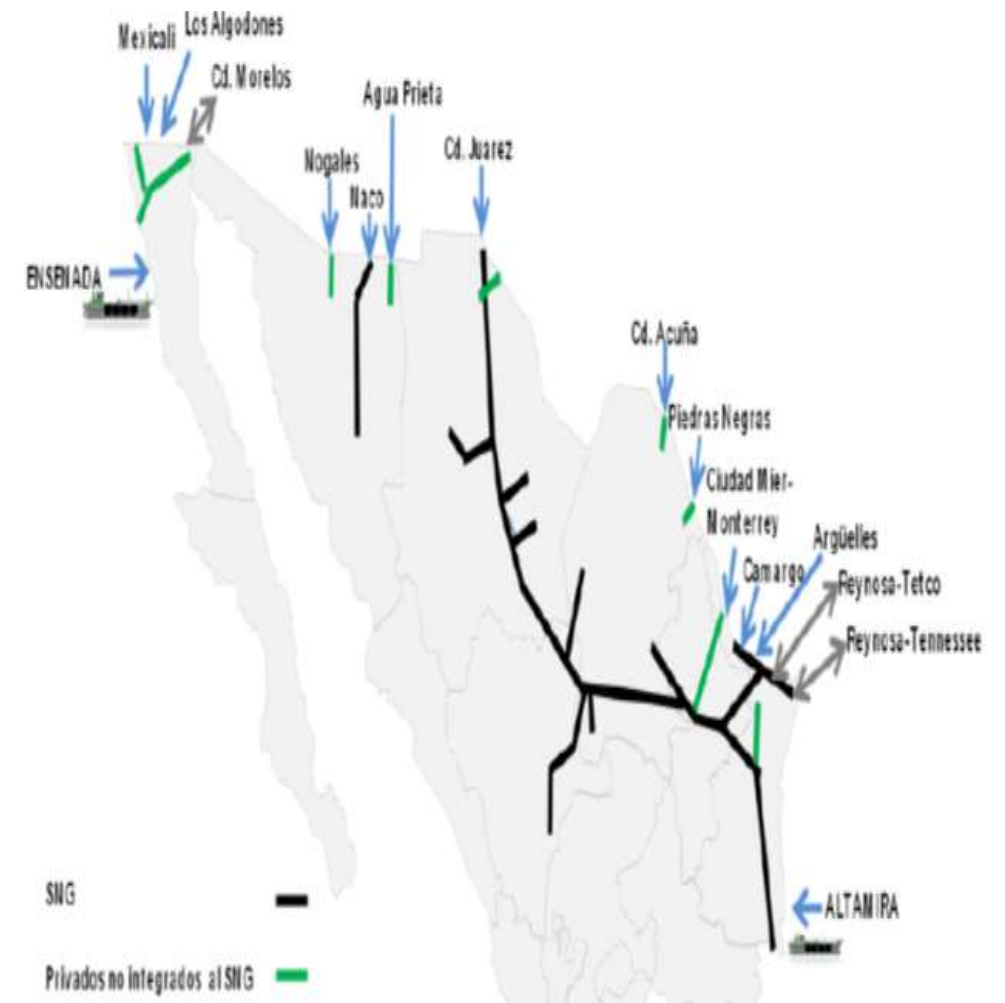 Los Algodones
Mexicali
Cd. Morelos
Agua Prieta
Cd. Juarez
Nogales
Naco
ENSENADA
Cd. Acuña
Piedras Negras
Ciudad Mier-
Monterrey
Argüelles
Camargo
Reynosa-Tetco
Reynosa-Tennessee
SNG
ALTAMIRA
Privados no integrados al SNG